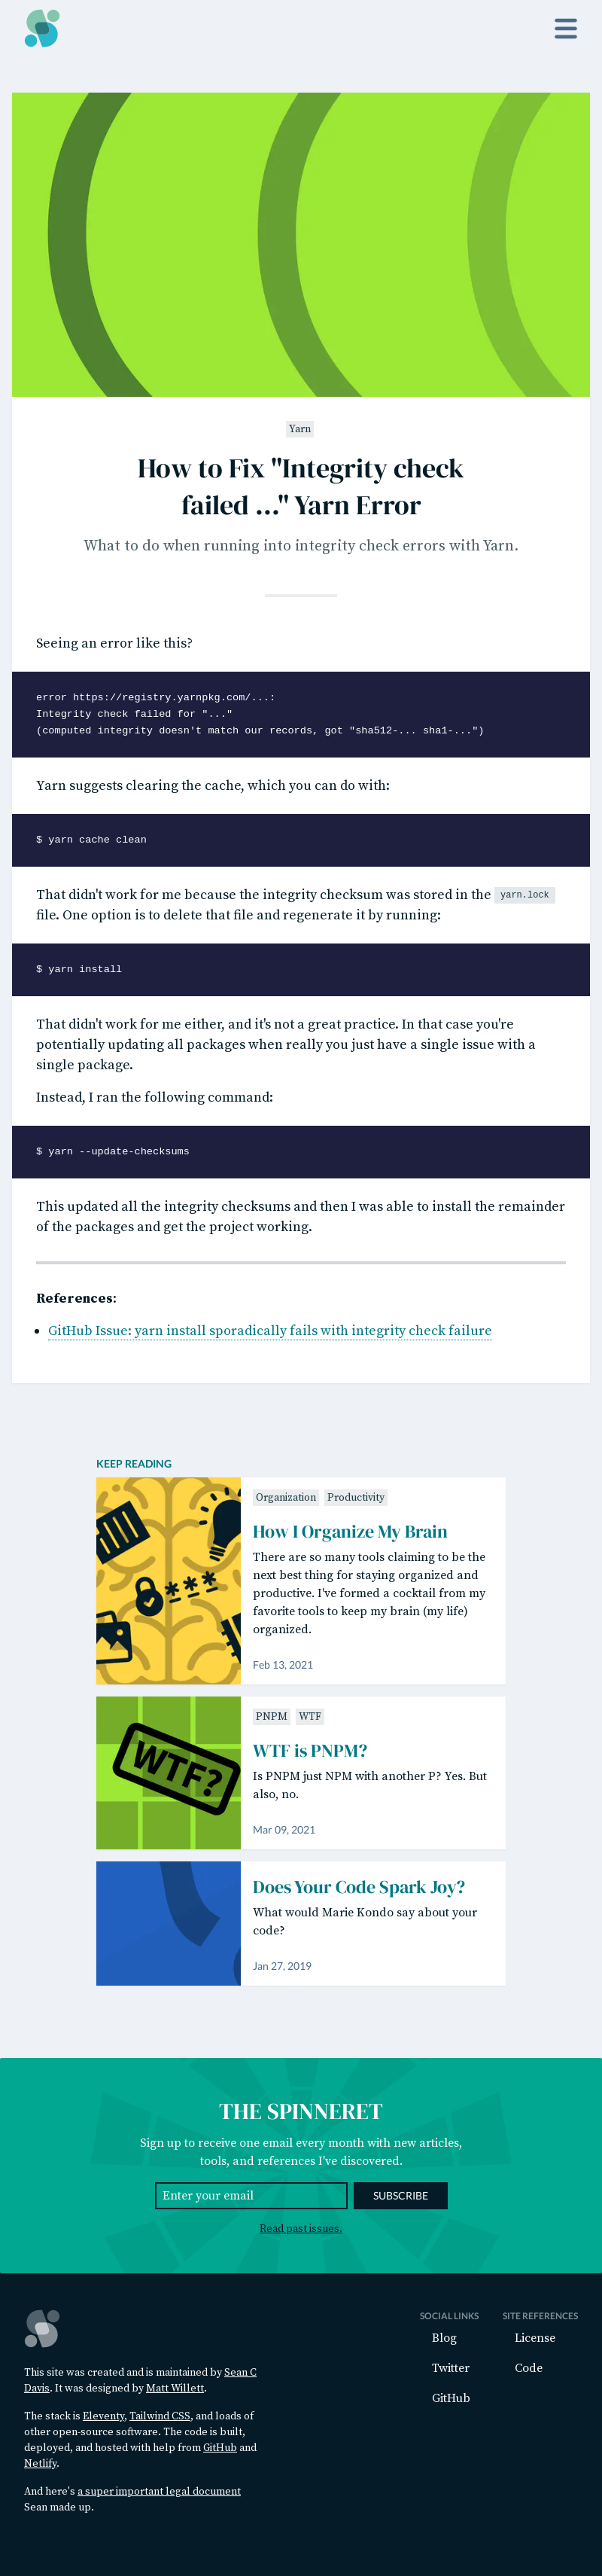 Yarn
How to Fix "Integrity check
failed ..." Yarn Error
What to do when running into integrity check errors with Yarn.
Seeing an error like this?
error https://registry.yarnpkg.com/...:
Integrity check failed for "..."
(computed integrity doesn't match our records, got "sha512-... sha1-...")
Yarn suggests clearing the cache, which you can do with:
$ yarn cache clean
That didn't work for me because the integrity checksum was stored in the yarn.lock
file. One option is to delete that file and regenerate it by running:
$ yarn install
That didn't work for me either, and it's not a great practice. In that case you're
potentially updating all packages when really you just have a single issue with a
single package.
Instead, I ran the following command:
$ yarn --update-checksums
This updated all the integrity checksums and then I was able to install the remainder
of the packages and get the project working.
References:
GitHub Issue: yarn install sporadically fails with integrity check failure
KEEP READING
Organization Productivity
How I Organize My Brain
There are so many tools claiming to be the
next best thing for staying organized and
productive. I've formed a cocktail from my
favorite tools to keep my brain (my life)
organized.
Feb 13, 2021
WTF?
PNPM WTF
WTF is PNPM?
Is PNPM just NPM with another P? Yes. But
also, no.
Mar 09, 2021
Does Your Code Spark Joy?
What would Marie Kondo say about your
code?
Jan 27, 2019
THE SPINNERET
Sign up to receive one email every month with new articles,
tools, and references I've discovered.
Enter your email
SUBSCRIBE
Read past issues.
This site was created and is maintained by Sean C
Davis. It was designed by Matt Willett.
The stack is Eleventy, Tailwind CSS, and loads of
other open-source software. The code is built,
deployed, and hosted with help from GitHub and
Netlify.
And here's a super important legal document
Sean made up.
SOCIAL LINKS
Blog
Twitter
GitHub
SITE REFERENCES
License
Code